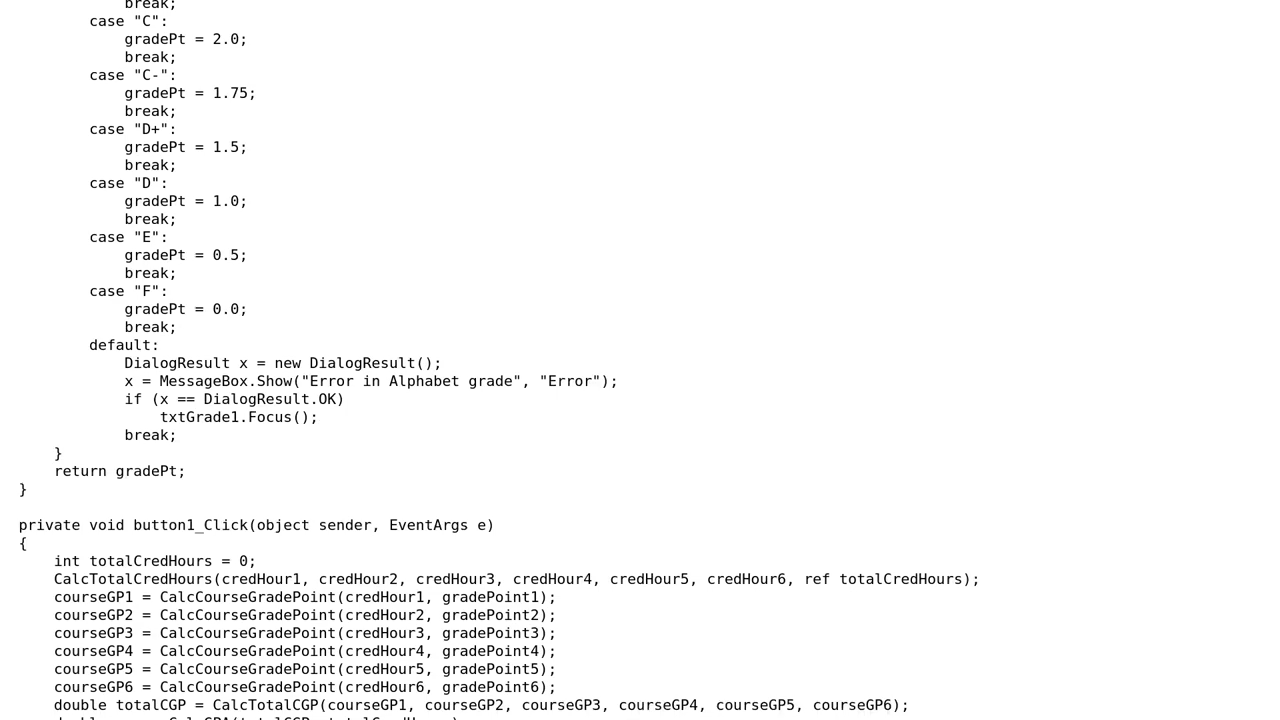 break;
case "C":
gradePt = 2.0;
break;
case "C-":
gradePt = 1.75;
break;
case "D+":
gradePt = 1.5;
break;
case "D":
gradePt = 1.0;
break;
case "E":
gradePt = 0.5;
break;
case "F":
gradePt = 0.0;
break;
default:
DialogResult x = new DialogResult();
x = MessageBox.Show("Error in Alphabet grade", "Error");
if (x == DialogResult.OK)
txtGrade1.Focus();
break;
}
return gradePt;
}
private void button1_Click(object sender, EventArgs e)
{
int totalCredHours = 0;
CalcTotalCredHours(credHour1, credHour2, credHour3, credHour4, credHour5, credHour6, ref totalCredHours);
courseGP1 = CalcCourseGradePoint(credHour1, gradePoint1);
courseGP2 = CalcCourseGradePoint(credHour2, gradePoint2);
courseGP3 = CalcCourseGradePoint(credHour3, gradePoint3);
courseGP4 = CalcCourseGradePoint(credHour4, gradePoint4);
courseGP5 = CalcCourseGradePoint(credHour5, gradePoint5);
courseGP6 = CalcCourseGradePoint(credHour6, gradePoint6);
double totalCGP = CalcTotalCGP(courseGP1, courseGP2, courseGP3, courseGP4, courseGP5, courseGP6);